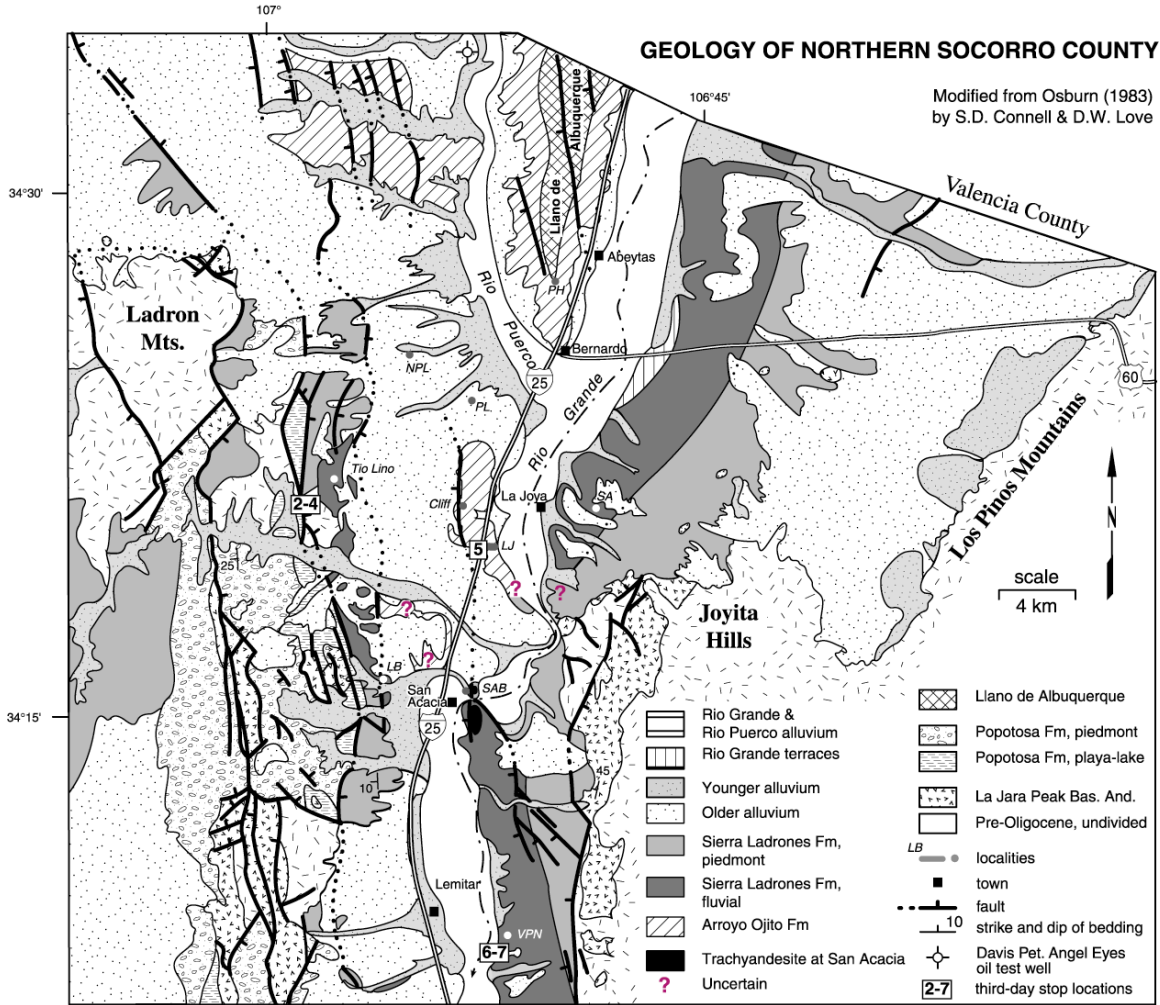 107°
GEOLOGY OF NORTHERN SOCORRO COUNTY
106°45'
Modified from Osburn (1983)
by S.D. Connell & D.W. Love
Llano de Albuquerque
34°30'
Valencia County
Abeytas
Rio Puerco
PH
Ladron
Mts.
Bernardo
NPL
25
60
PL
Rio Grande
Tio Lino
Cliff
La Joya
SA
2-4
Los Pinos Mountains
5
LJ
N
25
?
?
?
scale
4 km
Joyita
Hills
?
LB
San
Acacia
SAB
34°15'
25
45
10
Lemitar
VPN
6-7
Rio Grande &
Rio Puerco alluvium
Rio Grande terraces
Younger alluvium
Older alluvium
Sierra Ladrones Fm,
piedmont
Sierra Ladrones Fm,
fluvial
Arroyo Ojito Fm
Trachyandesite at San Acacia
?
Uncertain
Llano de Albuquerque
Popotosa Fm, piedmont
Popotosa Fm, playa-lake
La Jara Peak Bas. And.
Pre-Oligocene, undivided
LB
localities
town
fault
10
strike and dip of bedding
Davis Pet. Angel Eyes
oil test well
2-7
third-day stop locations